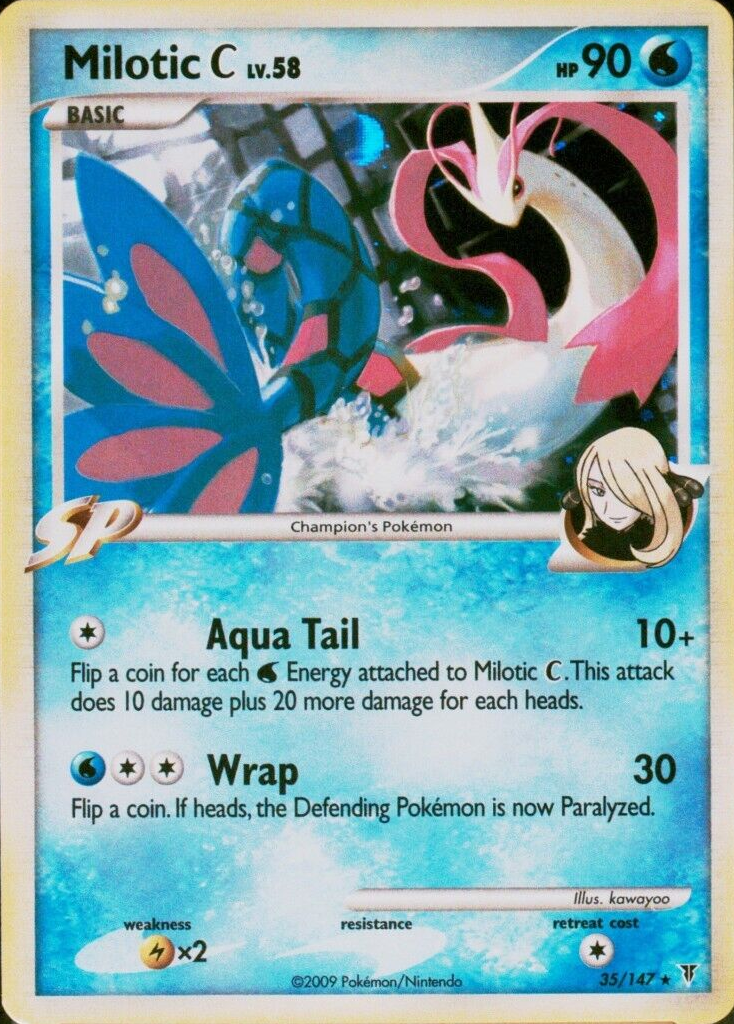 Milotic C LV.58 HP 90
BASIC
SP
Champion's Pokémon
Aqua Tail 10+
Flip a coin for each Energy attached to Milotic C. This attack
does 10 damage plus 20 more damage for each heads.
Wrap 30
Flip a coin. If heads, the Defending Pokémon is now Paralyzed.
Illus. kawayoo
weakness resistance retreat cost
×2
©2009 Pokémon/Nintendo 35/147